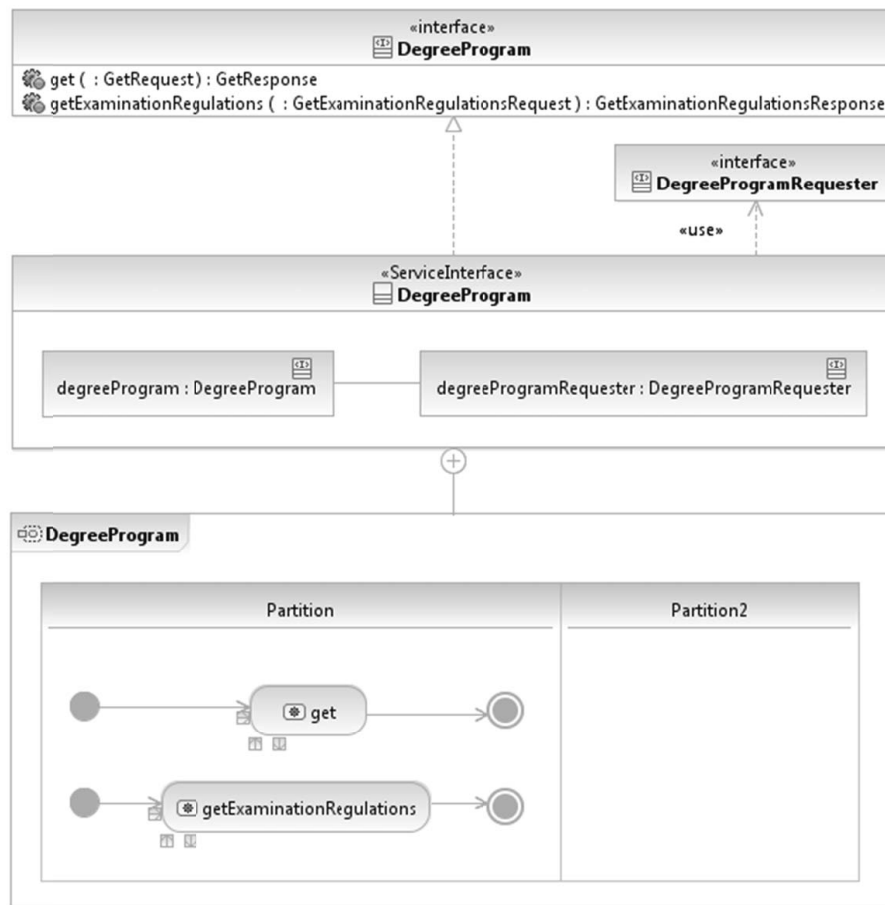 «interface»
DegreeProgram
get ( : GetRequest) : GetResponse
getExaminationRegulations ( : GetExaminationRegulationsRequest ) : GetExaminationRegulationsResponse
«interface»
DegreeProgramRequester
«use»
«ServiceInterface»
DegreeProgram
degreeProgram : DegreeProgram
degreeProgramRequester : DegreeProgramRequester
DegreeProgram
Partition
Partition2
get
getExaminationRegulations